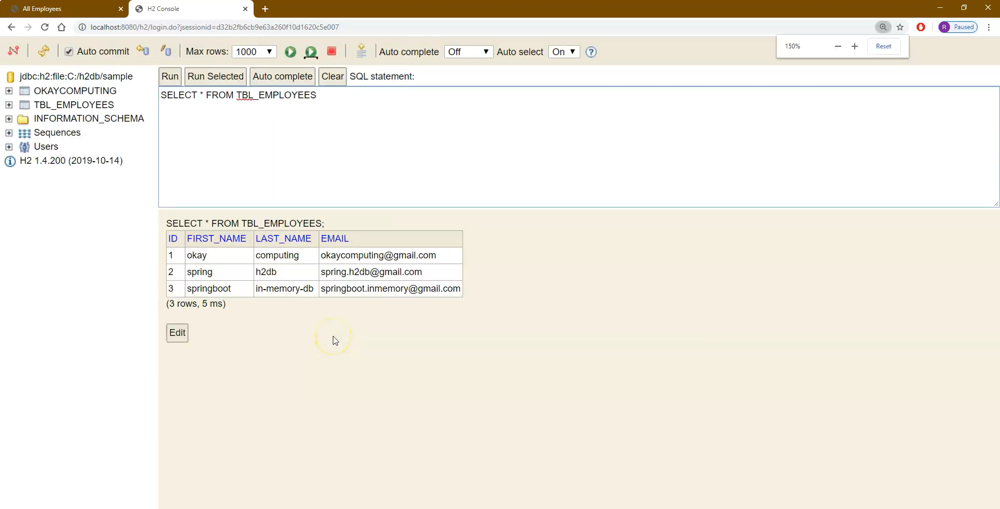 All Employees
H2 Console
localhost:8080/h2/login.do?jsessionid=d32b2fb6cb9e63a260f10d1620c5e007
R Paused
150%
Reset
Auto commit
Max rows: 1000
Auto complete Off
Auto select On
jdbc:h2:file:C:/h2db/sample
OKAYCOMPUTING
TBL_EMPLOYEES
INFORMATION_SCHEMA
Sequences
Users
H2 1.4.200 (2019-10-14)
Run Run Selected Auto complete Clear SQL statement:
SELECT * FROM TBL_EMPLOYEES
SELECT * FROM TBL_EMPLOYEES;
ID FIRST_NAME LAST_NAME EMAIL
1 okay computing okaycomputing@gmail.com
2 spring h2db spring.h2db@gmail.com
3 springboot in-memory-db springboot.inmemory@gmail.com
(3 rows, 5 ms)
Edit